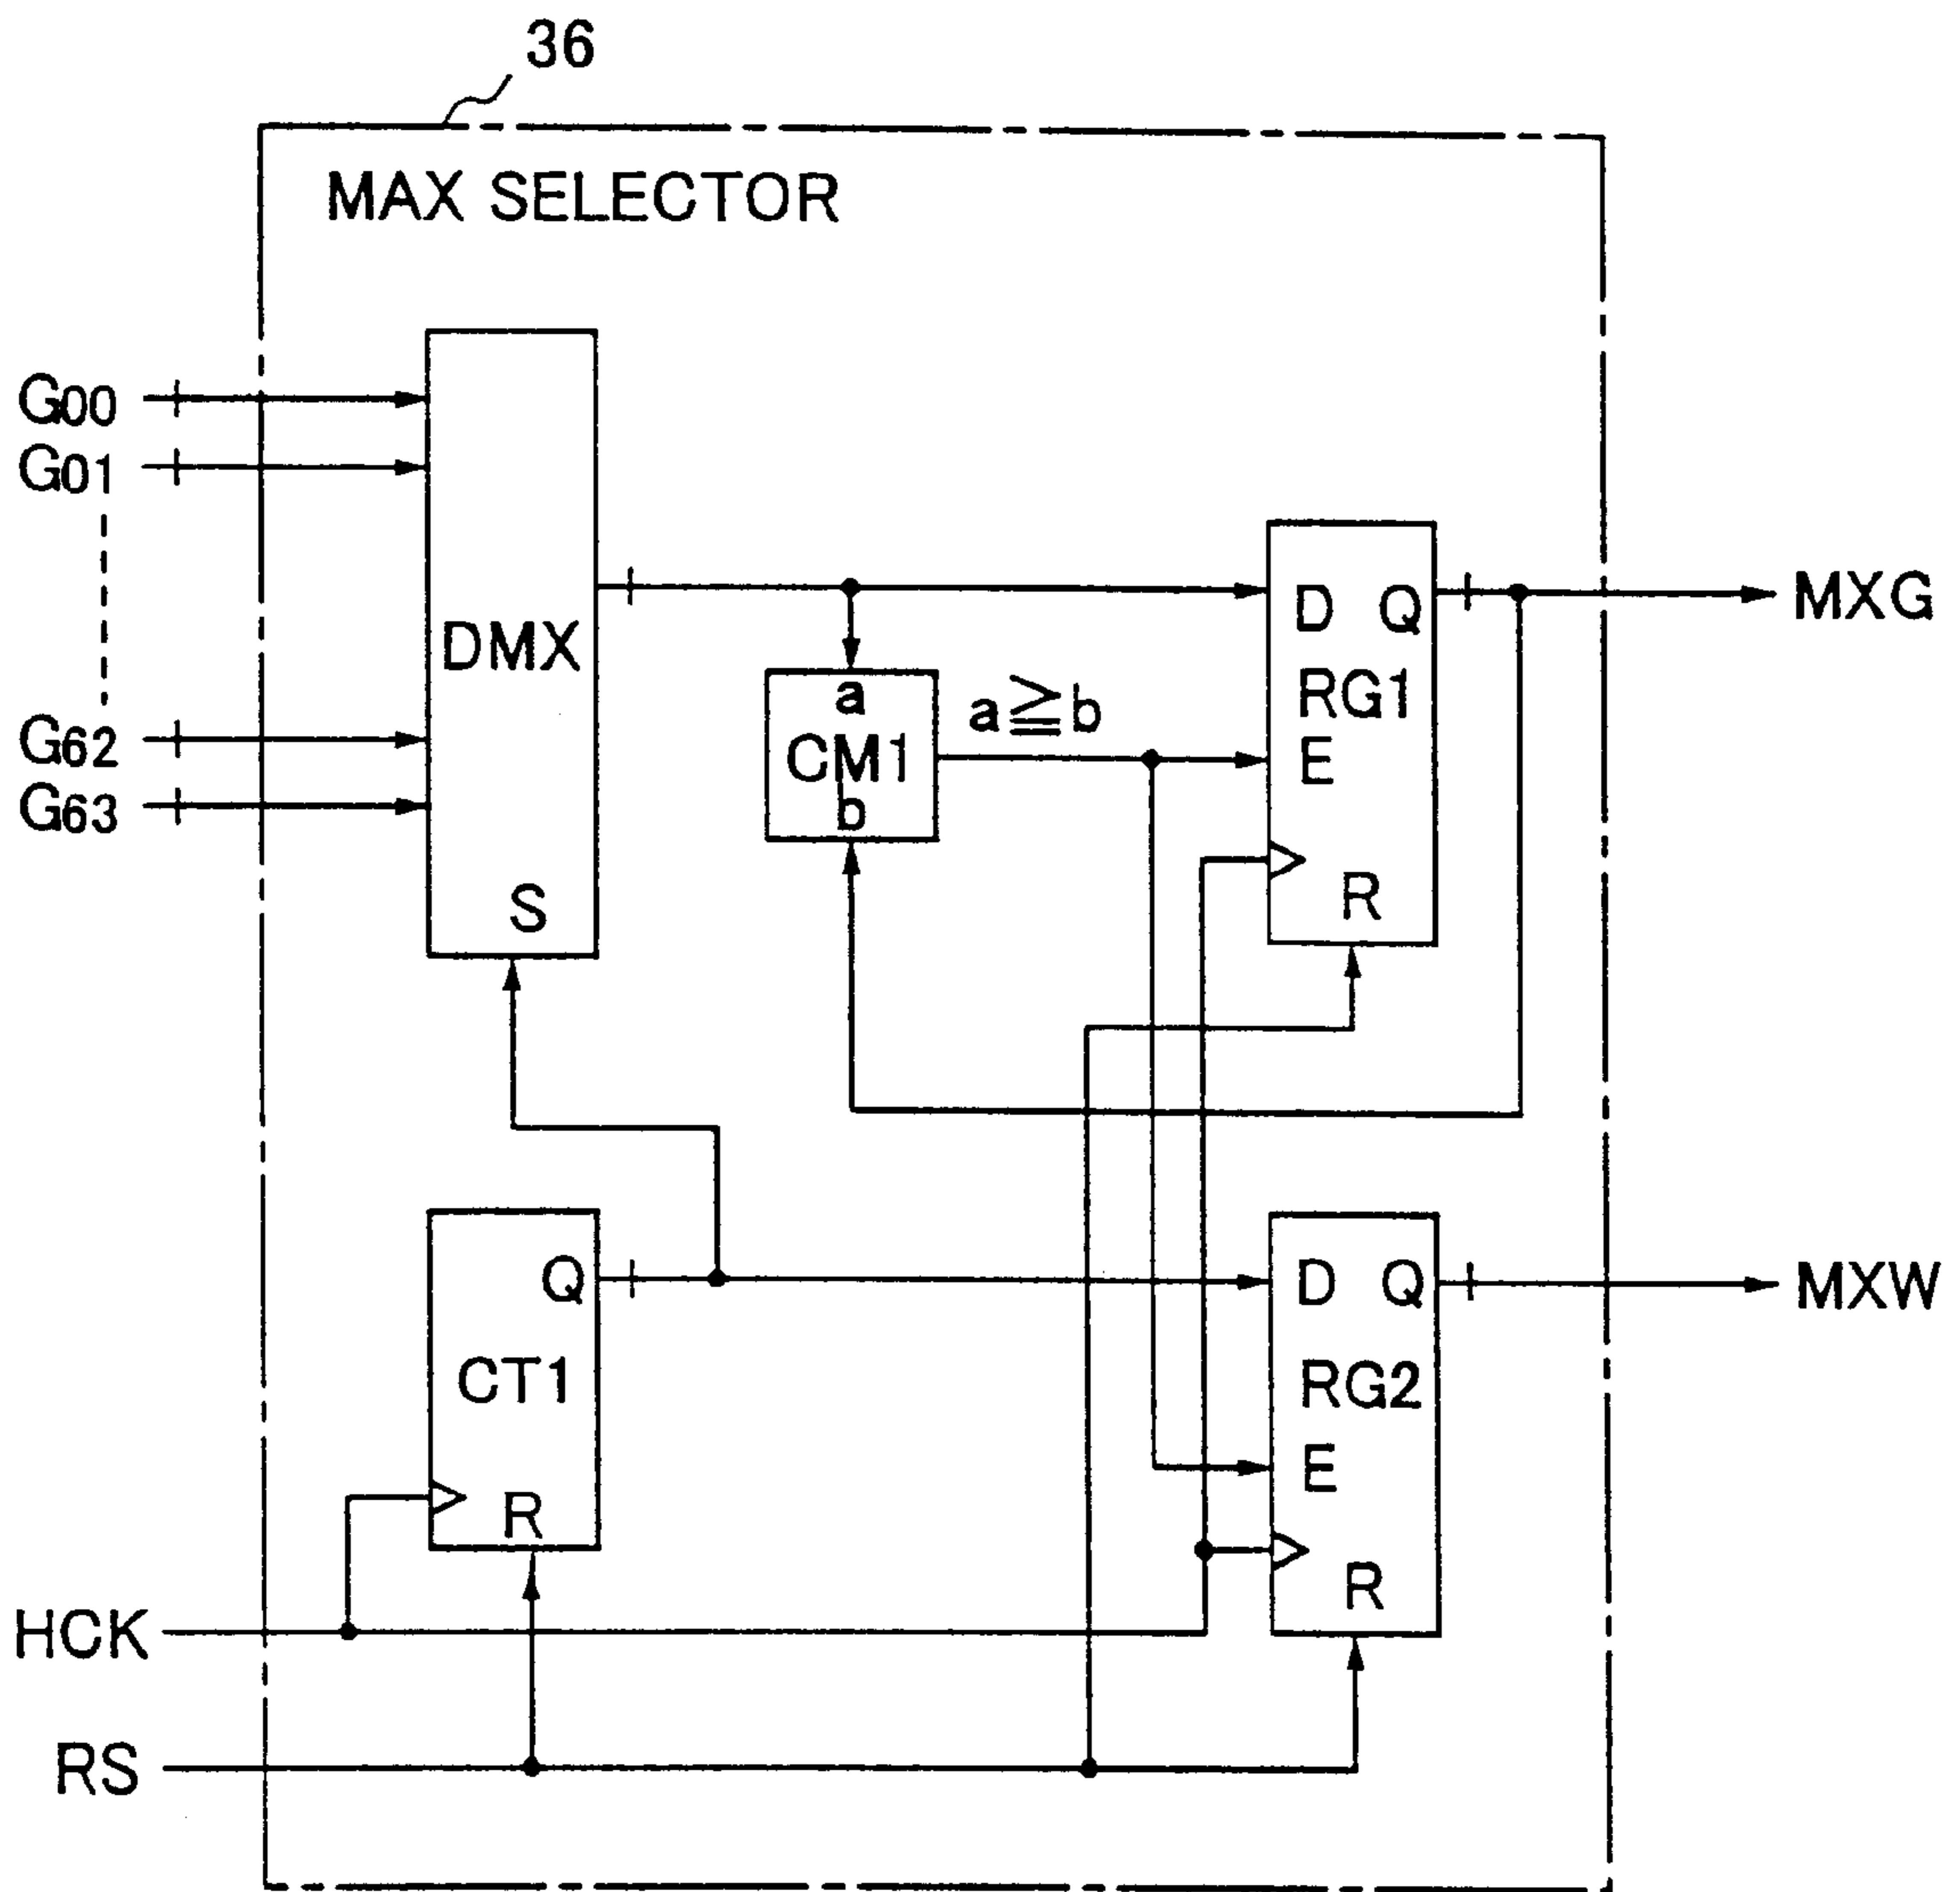 36
MAX SELECTOR
G00
G01
G62
G63
DMX
S
a
CM1
b
a≧b
D Q
RG1
E
R
MXG
Q
CT1
R
D Q
RG2
E
R
MXW
HCK
RS